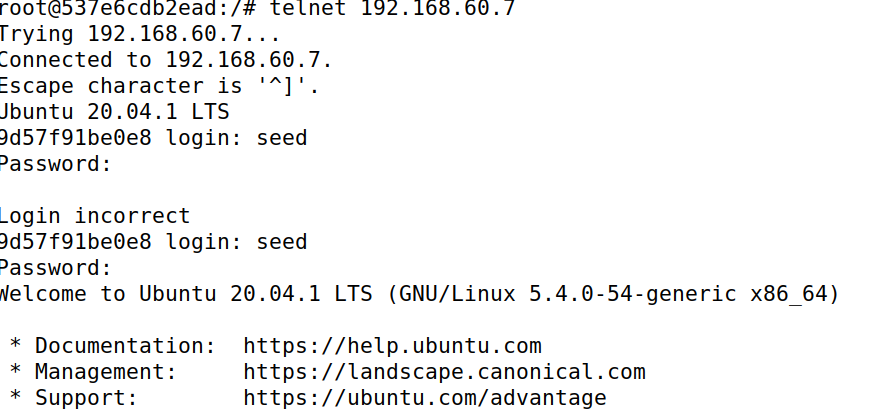 root@537e6cdb2ead:/# telnet 192.168.60.7
Trying 192.168.60.7...
Connected to 192.168.60.7.
Escape character is '^]'.
Ubuntu 20.04.1 LTS
9d57f91be0e8 login: seed
Password:
Login incorrect
9d57f91be0e8 login: seed
Password:
Welcome to Ubuntu 20.04.1 LTS (GNU/Linux 5.4.0-54-generic x86_64)
* Documentation:  https://help.ubuntu.com
* Management:     https://landscape.canonical.com
* Support:        https://ubuntu.com/advantage